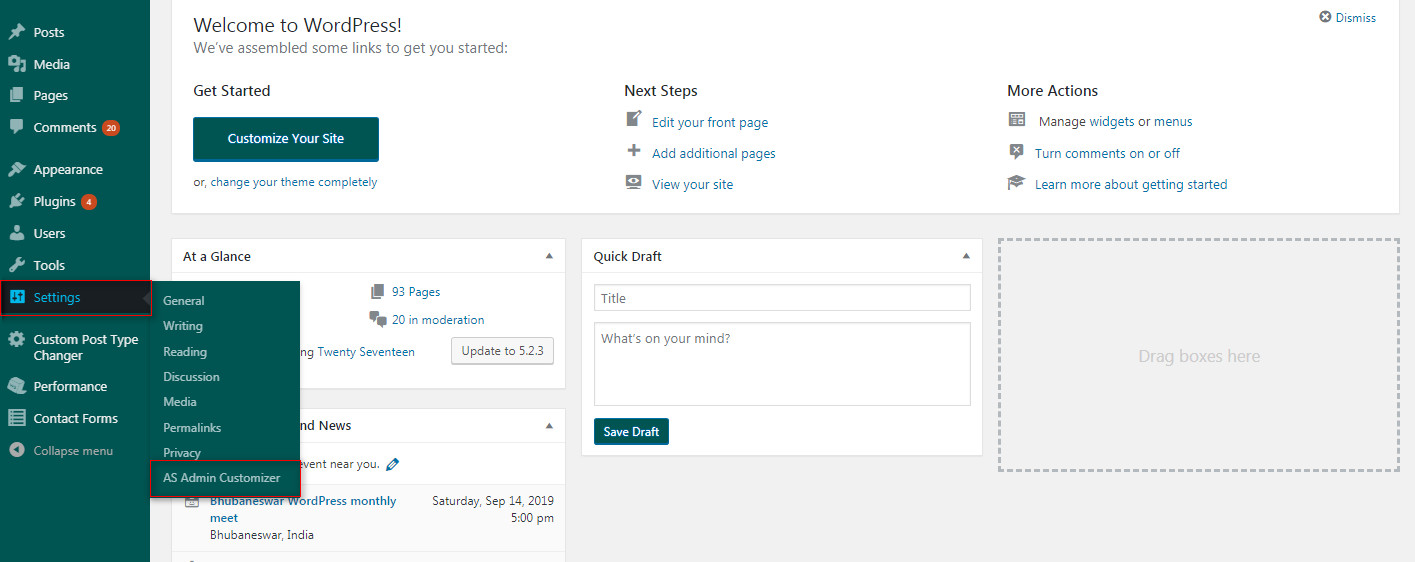 Posts
Media
Pages
Comments 20
Appearance
Plugins 4
Users
Tools
Settings
Custom Post Type
Changer
Performance
Contact Forms
Collapse menu
General
Writing
Reading
Discussion
Media
Permalinks
Privacy
AS Admin Customizer
Welcome to WordPress!
Dismiss
We've assembled some links to get you started:
Get Started
Customize Your Site
or, change your theme completely
Next Steps
Edit your front page
Add additional pages
View your site
More Actions
Manage widgets or menus
Turn comments on or off
Learn more about getting started
At a Glance
93 Pages
20 in moderation
ng Twenty Seventeen
Update to 5.2.3
nd News
event near you.
Bhubaneswar WordPress monthly
meet
Bhubaneswar, India
Saturday, Sep 14, 2019
5:00 pm
Quick Draft
Title
What's on your mind?
Save Draft
Drag boxes here